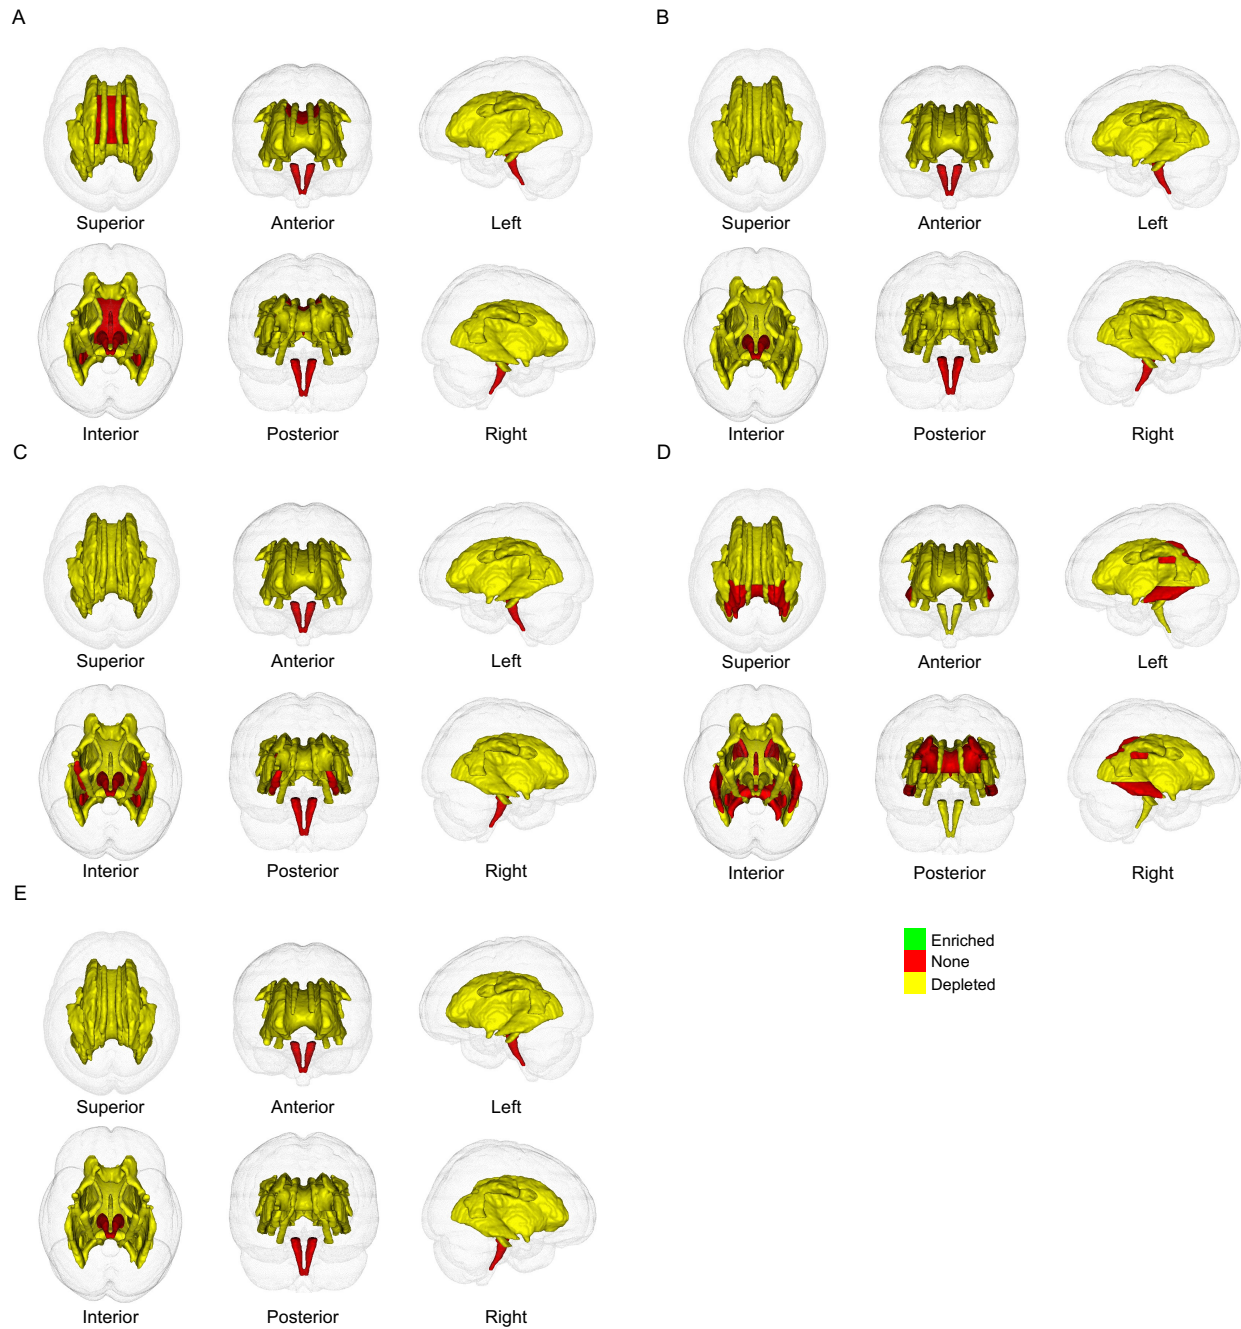 A
B
Superior
Anterior
Left
Superior
Anterior
Left
Interior
Posterior
Right
Interior
Posterior
Right
C
D
Superior
Anterior
Left
Superior
Anterior
Left
Interior
Posterior
Right
Interior
Posterior
Right
E
Enriched
None
Depleted
Superior
Anterior
Left
Interior
Posterior
Right